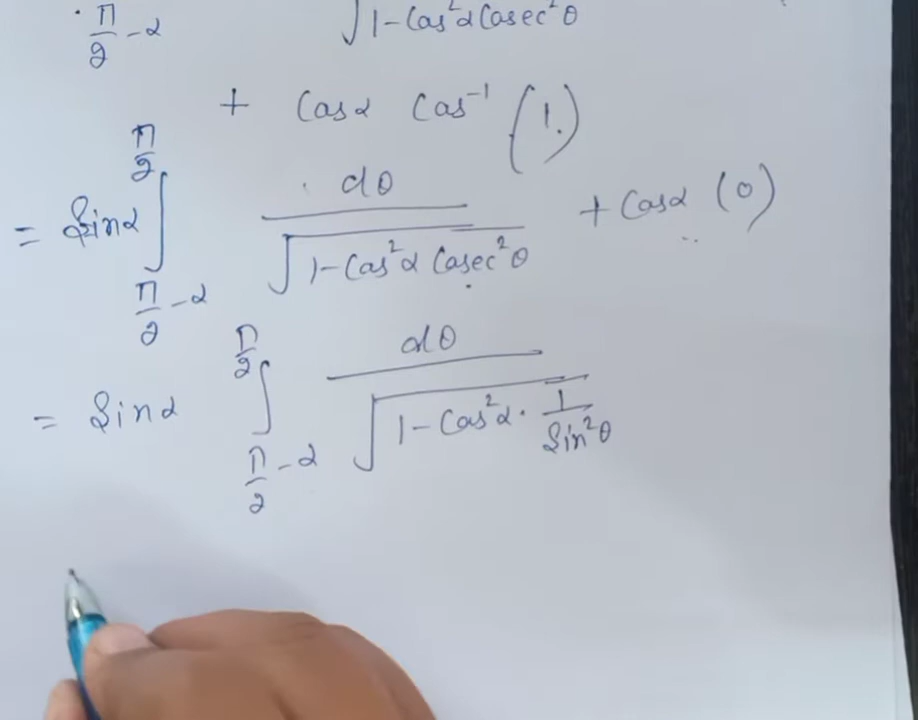 π/2 - α √1 - Cos²α Cosec²θ
+ Cosα Cos⁻¹ (1.)
= Sinα ∫_{π/2 - α}^{π/2} dθ / √1 - Cos²α Cosec²θ + Cosα (0)
= Sinα ∫_{π/2 - α}^{π/2} dθ / √1 - Cos²α · 1/Sin²θ